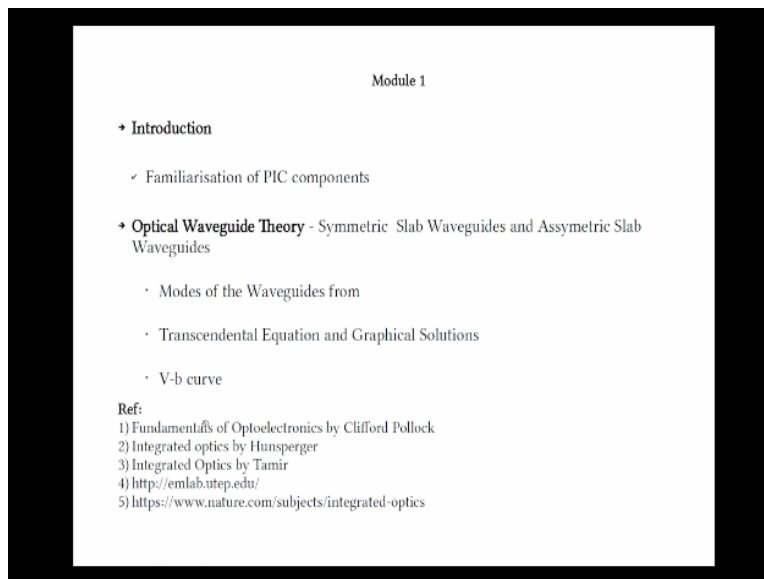 Module 1
→ Introduction
✓ Familiarisation of PIC components
→ Optical Waveguide Theory - Symmetric Slab Waveguides and Assymetric Slab
Waveguides
· Modes of the Waveguides from
· Transcendental Equation and Graphical Solutions
· V-b curve
Ref:
1) Fundamentals of Optoelectronics by Clifford Pollock
2) Integrated optics by Hunsperger
3) Integrated Optics by Tamir
4) http://emlab.utep.edu/
5) https://www.nature.com/subjects/integrated-optics